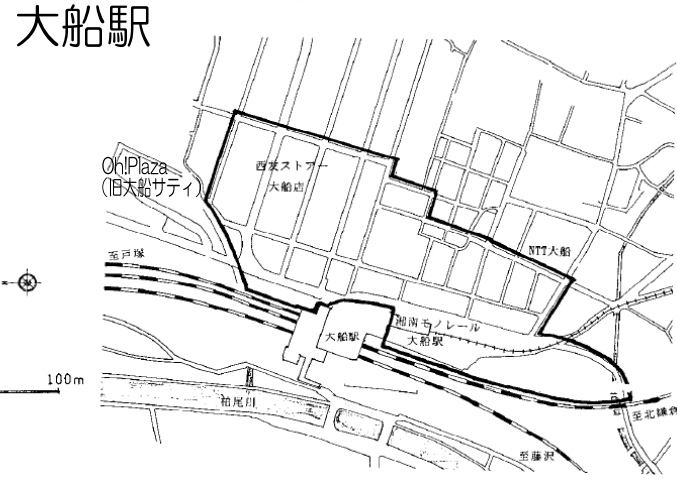 大船駅
西友ストアー
大船店
Oh!Plaza
(旧大船サティ)
NTT大船
至戸塚
湘南モノレール
大船駅
大船駅
100m
柏尾川
至北鎌倉
至藤沢